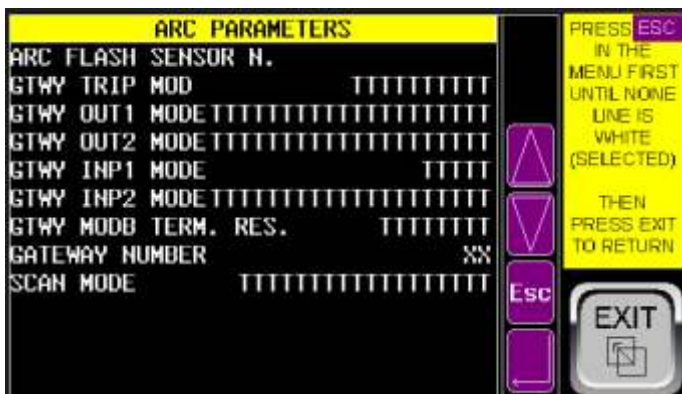 ARC PARAMETERS
ARC FLASH SENSOR N.
GTWY TRIP MOD TTTTTTTTTT
GTWY OUT1 MODETTTTTTTTTTTTTTTTTTTT
GTWY OUT2 MODETTTTTTTTTTTTTTTTTTTT
GTWY INP1 MODE TTTTT
GTWY INP2 MODETTTTTTTTTTTTTTTTTTTT
GTWY MODB TERM. RES. TTTTTTTT
GATEWAY NUMBER XX
SCAN MODE TTTTTTTTTTTTTTTTTT
Esc
PRESS ESC
IN THE
MENU FIRST
UNTIL NONE
LINE IS
WHITE
(SELECTED)
THEN
PRESS EXIT
TO RETURN
EXIT